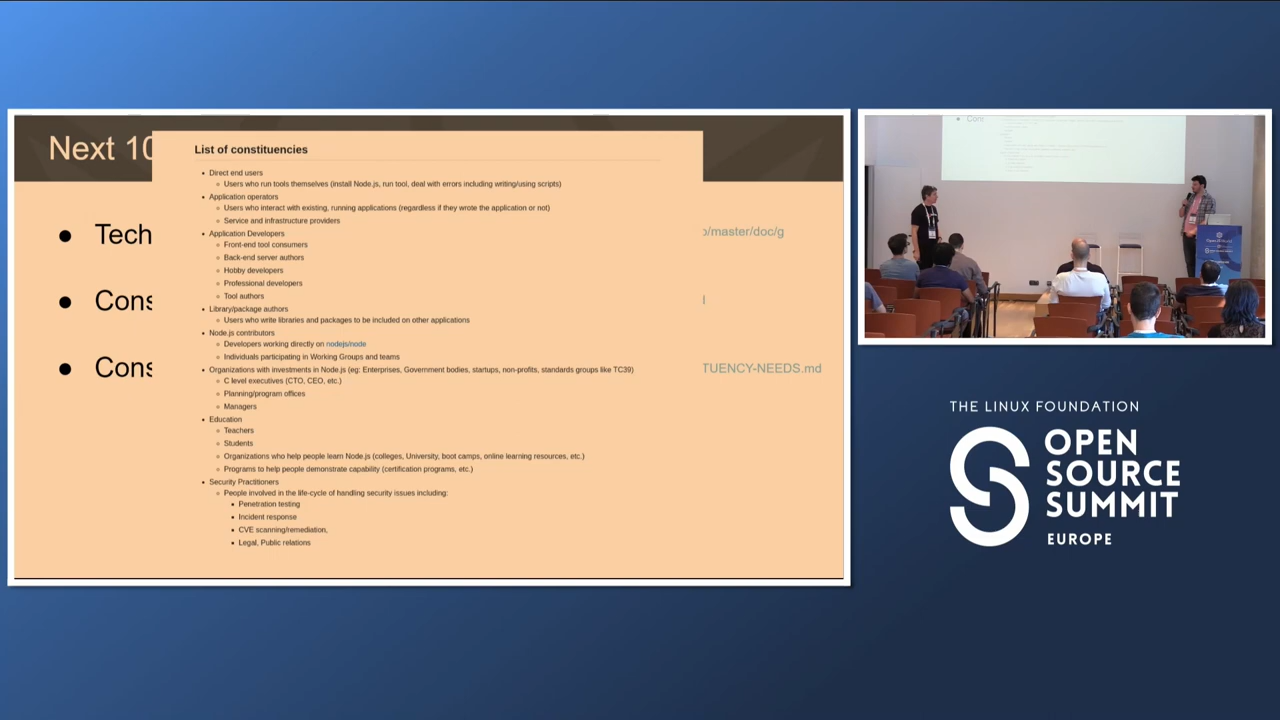 Next 10
List of constituencies
• Direct end users
Users who run tools themselves (install Node.js, run tool, deal with errors including writing/using scripts)
• Application operators
Users who interact with existing, running applications (regardless if they wrote the application or not)
Service and infrastructure providers
• Application Developers
Front-end tool consumers
Back-end server authors
Hobby developers
Professional developers
Tool authors
• Library/package authors
Users who write libraries and packages to be included on other applications
• Node.js contributors
Developers working directly on nodejs/node
Individuals participating in Working Groups and teams
• Organizations with investments in Node.js (eg: Enterprises, Government bodies, startups, non-profits, standards groups like TC39)
C level executives (CTO, CEO, etc.)
Planning/program offices
Managers
• Education
Teachers
Students
Organizations who help people learn Node.js (colleges, University, boot camps, online learning resources, etc.)
Programs to help people demonstrate capability (certification programs, etc.)
• Security Practitioners
People involved in the life-cycle of handling security issues including:
Penetration testing
Incident response
CVE scanning/remediation,
Legal, Public relations
• Tech
/master/doc/g
• Cons
• Cons
TUENCY-NEEDS.md
THE LINUX FOUNDATION
OPEN
SOURCE
SUMMIT
EUROPE